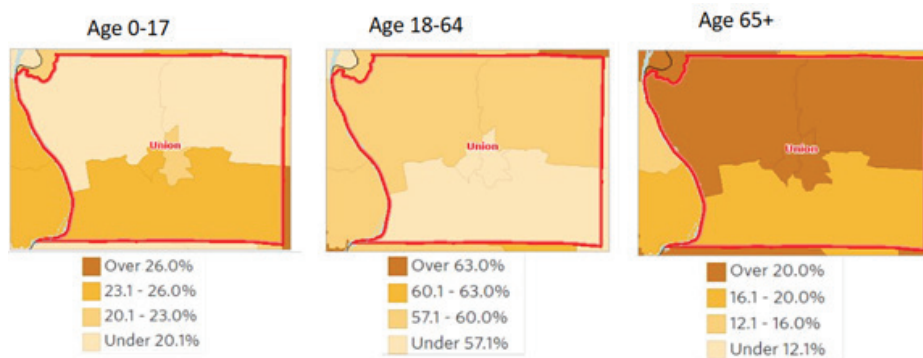 Age 0-17
Age 18-64
Age 65+
Union
Union
Union
Over 26.0%
23.1 - 26.0%
20.1 - 23.0%
Under 20.1%
Over 63.0%
60.1 - 63.0%
57.1 - 60.0%
Under 57.1%
Over 20.0%
16.1 - 20.0%
12.1 - 16.0%
Under 12.1%